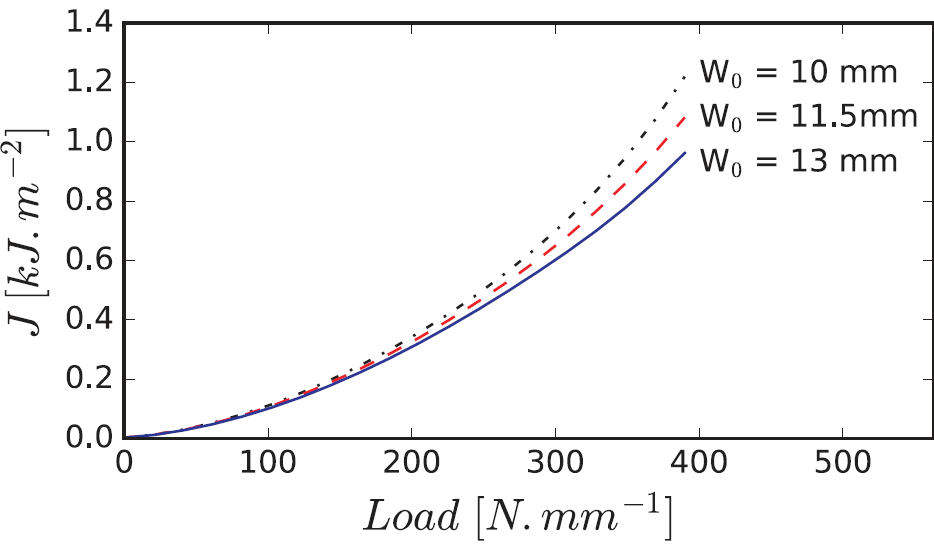 1.4
1.2
1.0
0.8
0.6
0.4
0.2
0.0
J [kJ.m⁻²]
W₀ = 10 mm
W₀ = 11.5mm
W₀ = 13 mm
0 100 200 300 400 500
Load [N.mm⁻¹]